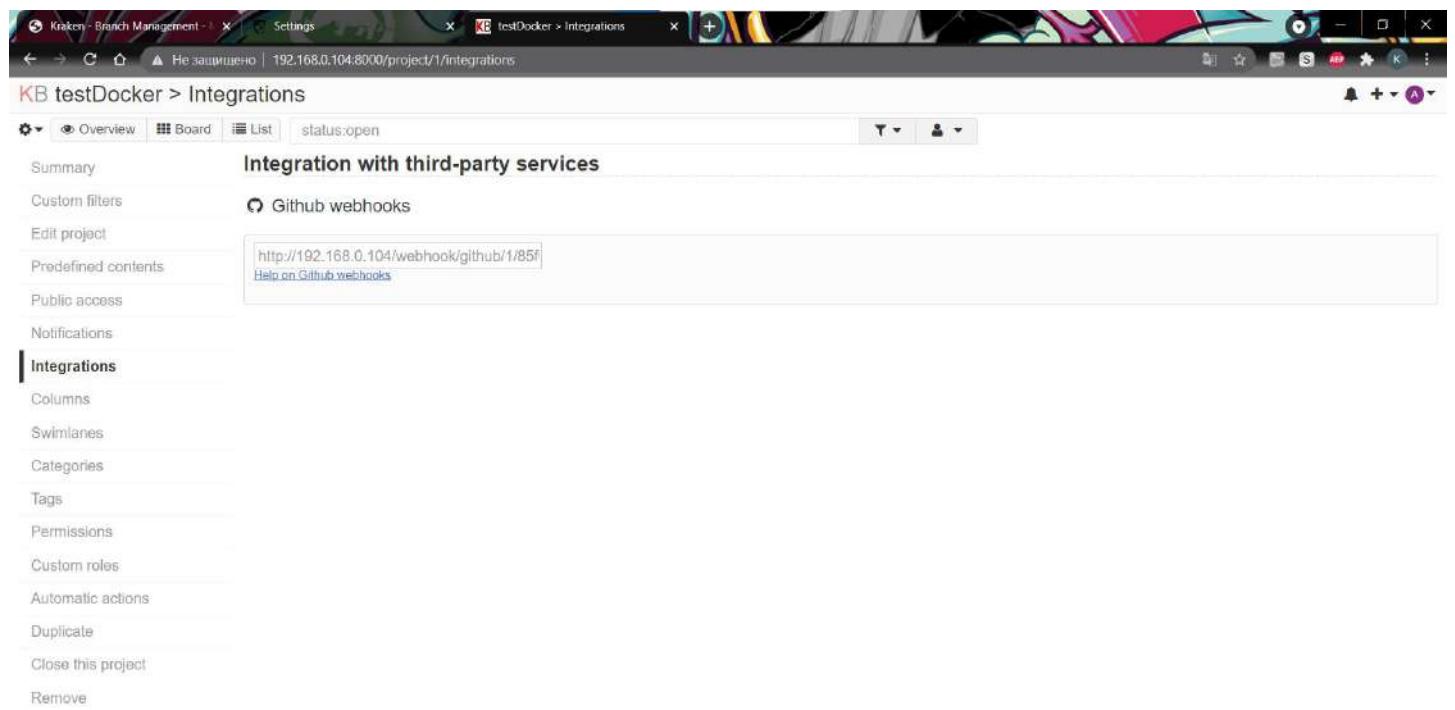 Kraken - Branch Management -
Settings
KB testDocker > Integrations
Не защищено | 192.168.0.104:8000/project/1/integrations
KB testDocker > Integrations
A
Overview Board List status:open
Summary
Custom filters
Edit project
Predefined contents
Public access
Notifications
Integrations
Columns
Swimlanes
Categories
Tags
Permissions
Custom roles
Automatic actions
Duplicate
Close this project
Remove
Integration with third-party services
Github webhooks
http://192.168.0.104/webhook/github/1/85f
Help on Github webhooks